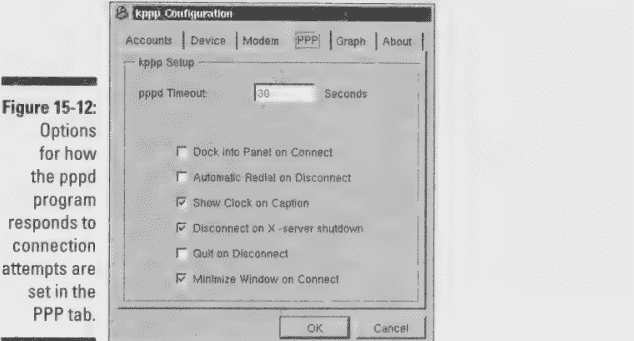 kppp Configuration
Accounts Device Modem PPP Graph About
kppp Setup
pppd Timeout: 30 Seconds
Dock into Panel on Connect
Automatic Redial on Disconnect
Show Clock on Caption
Disconnect on X-server shutdown
Quit on Disconnect
Minimize Window on Connect
OK Cancel
Figure 15-12:
Options
for how
the pppd
program
responds to
connection
attempts are
set in the
PPP tab.